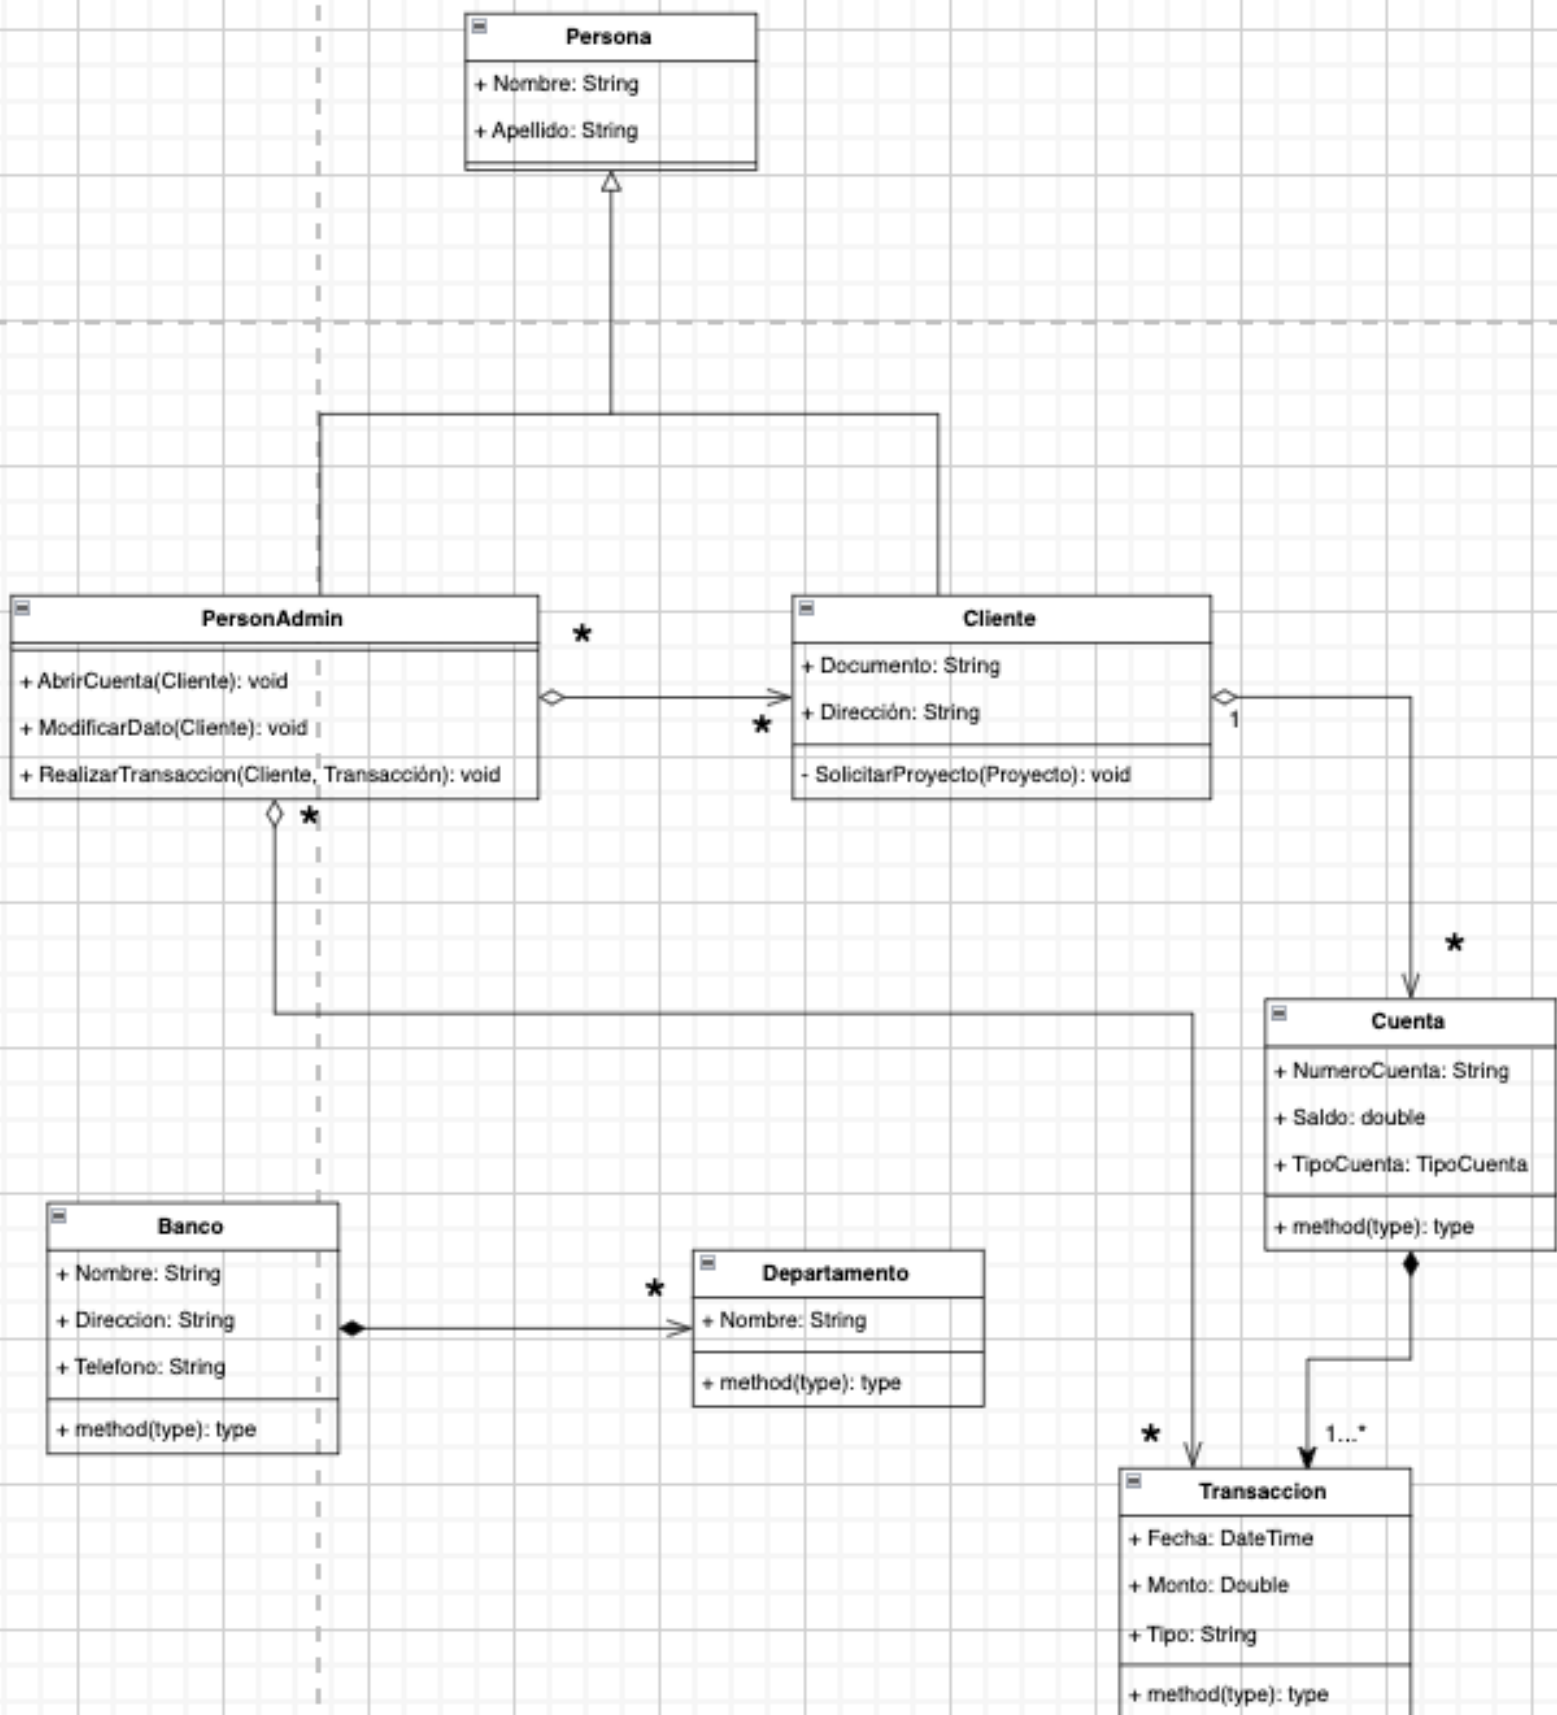 Persona
+ Nombre: String
+ Apellido: String
PersonAdmin
+ AbrirCuenta(Cliente): void
+ ModificarDato(Cliente): void
+ RealizarTransaccion(Cliente, Transacción): void
*
*
*
Cliente
+ Documento: String
+ Dirección: String
- SolicitarProyecto(Proyecto): void
1
*
Cuenta
+ NumeroCuenta: String
+ Saldo: double
+ TipoCuenta: TipoCuenta
+ method(type): type
Banco
+ Nombre: String
+ Direccion: String
+ Telefono: String
+ method(type): type
*
Departamento
+ Nombre: String
+ method(type): type
*
1...*
Transaccion
+ Fecha: DateTime
+ Monto: Double
+ Tipo: String
+ method(type): type